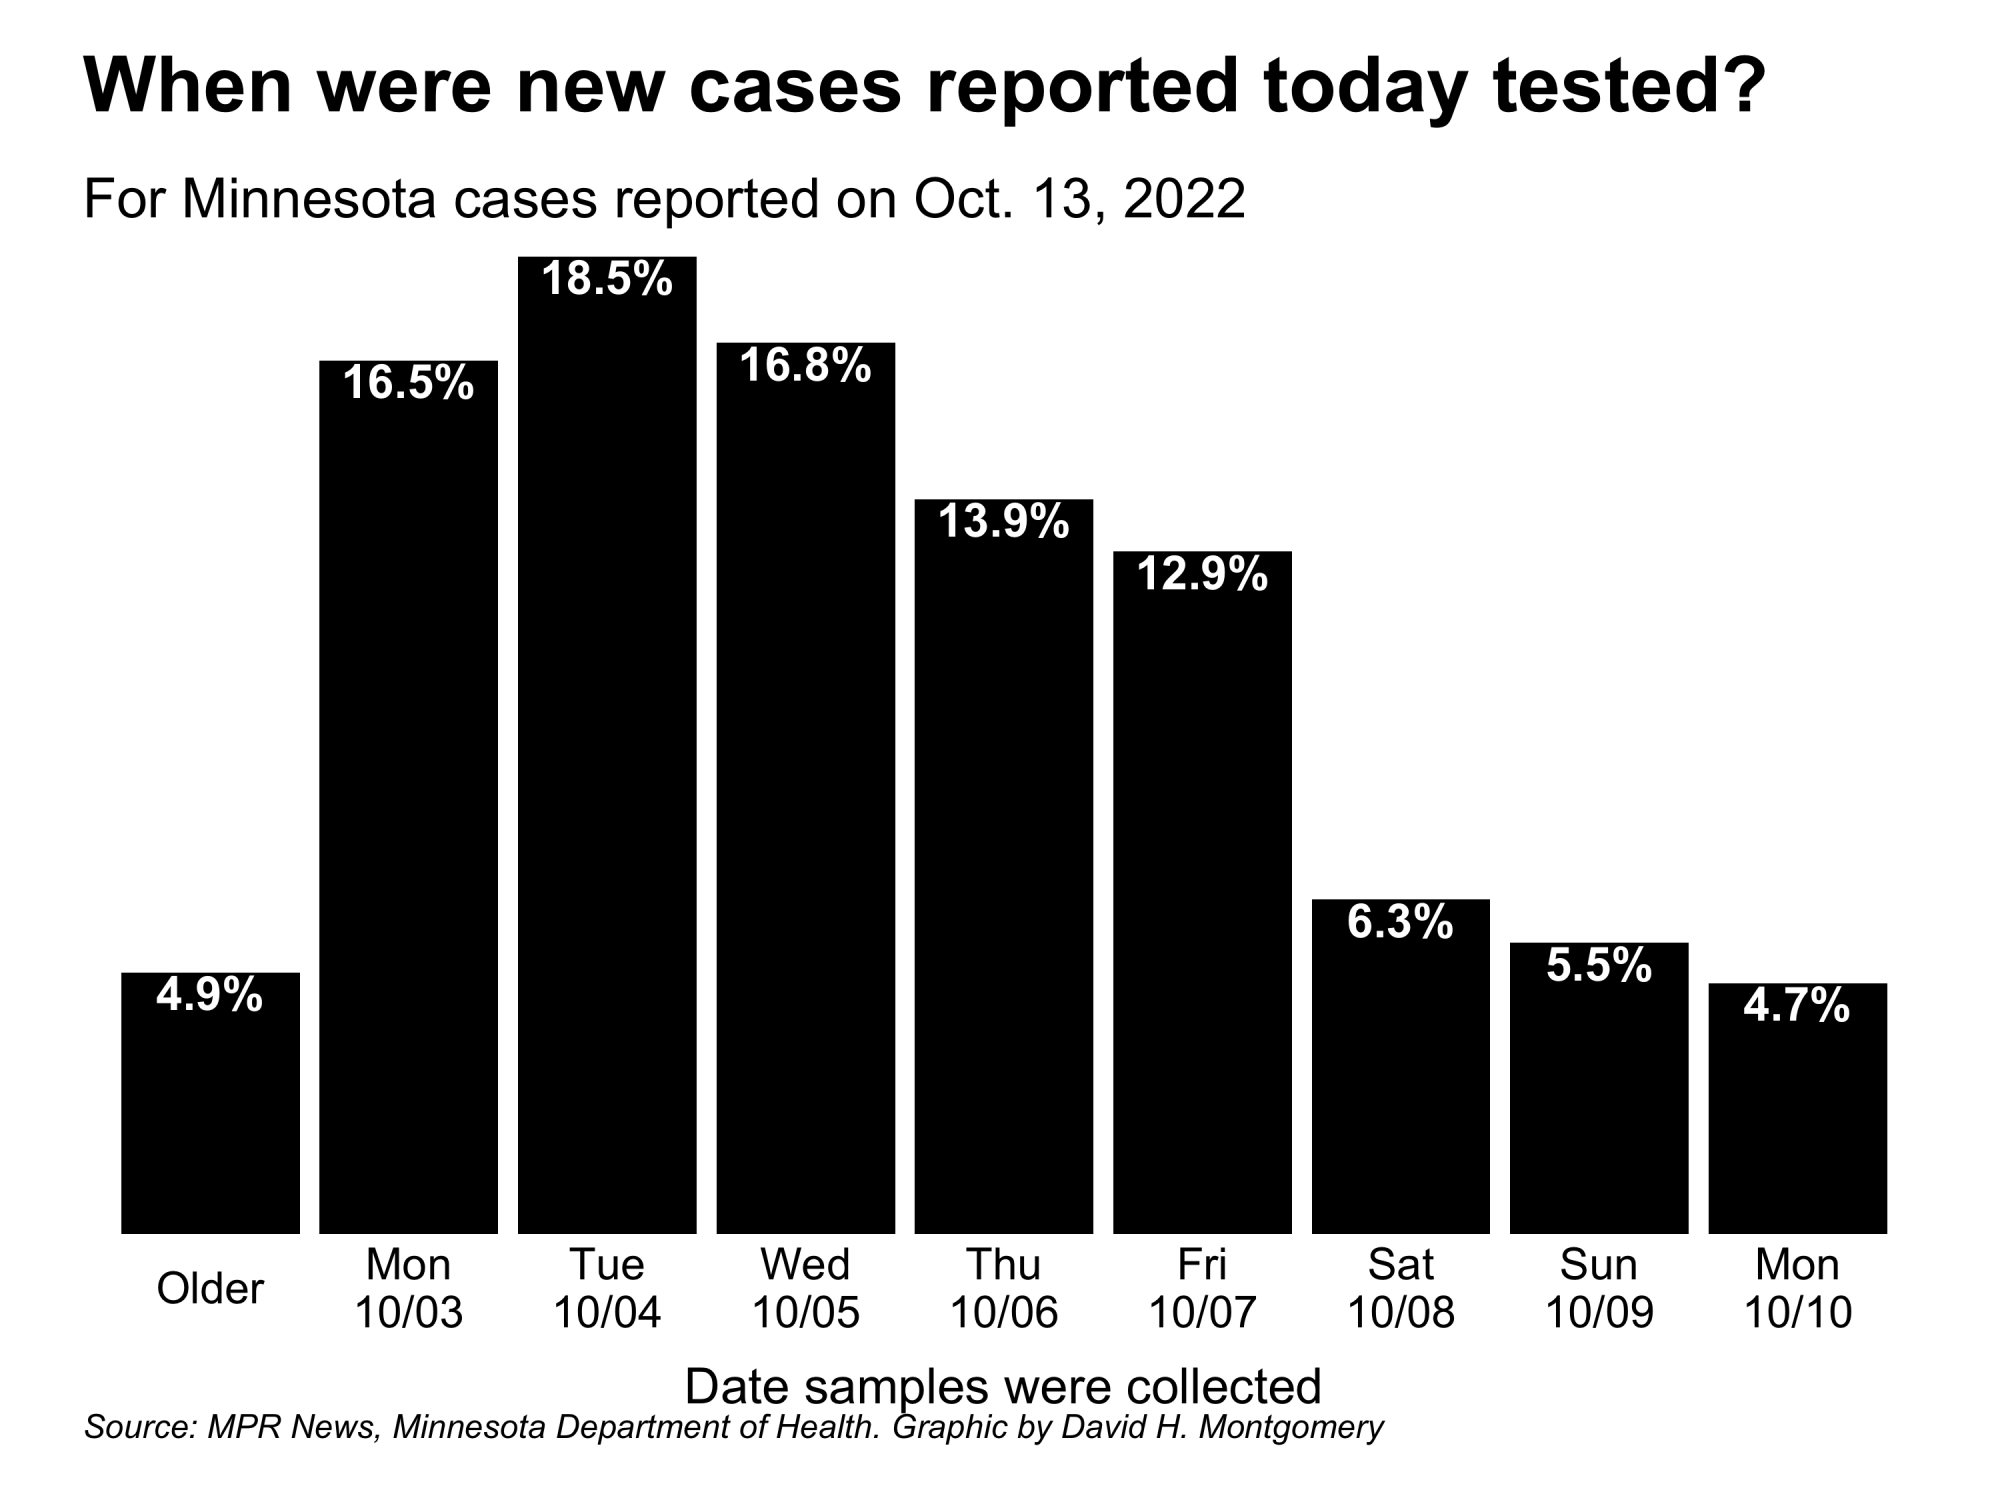 When were new cases reported today tested?
For Minnesota cases reported on Oct. 13, 2022
18.5%
16.8%
16.5%
13.9%
12.9%
6.3%
5.5%
4.9%
4.7%
Older Mon Tue Wed Thu Fri Sat Sun Mon
10/03 10/04 10/05 10/06 10/07 10/08 10/09 10/10
Date samples were collected
Source: MPR News, Minnesota Department of Health. Graphic by David H. Montgomery